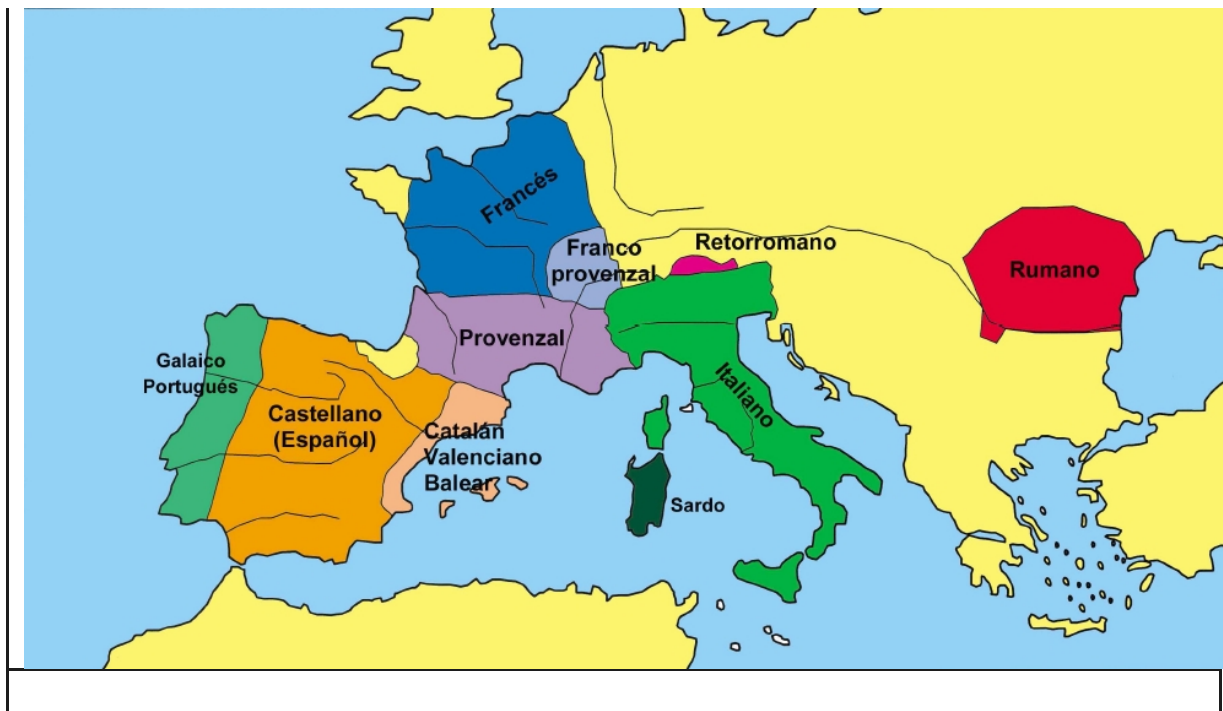 Francés
Franco
provenzal
Retorromano
Rumano
Provenzal
Galaico
Portugués
Castellano
(Español)
Catalán
Valenciano
Balear
Italiano
Sardo